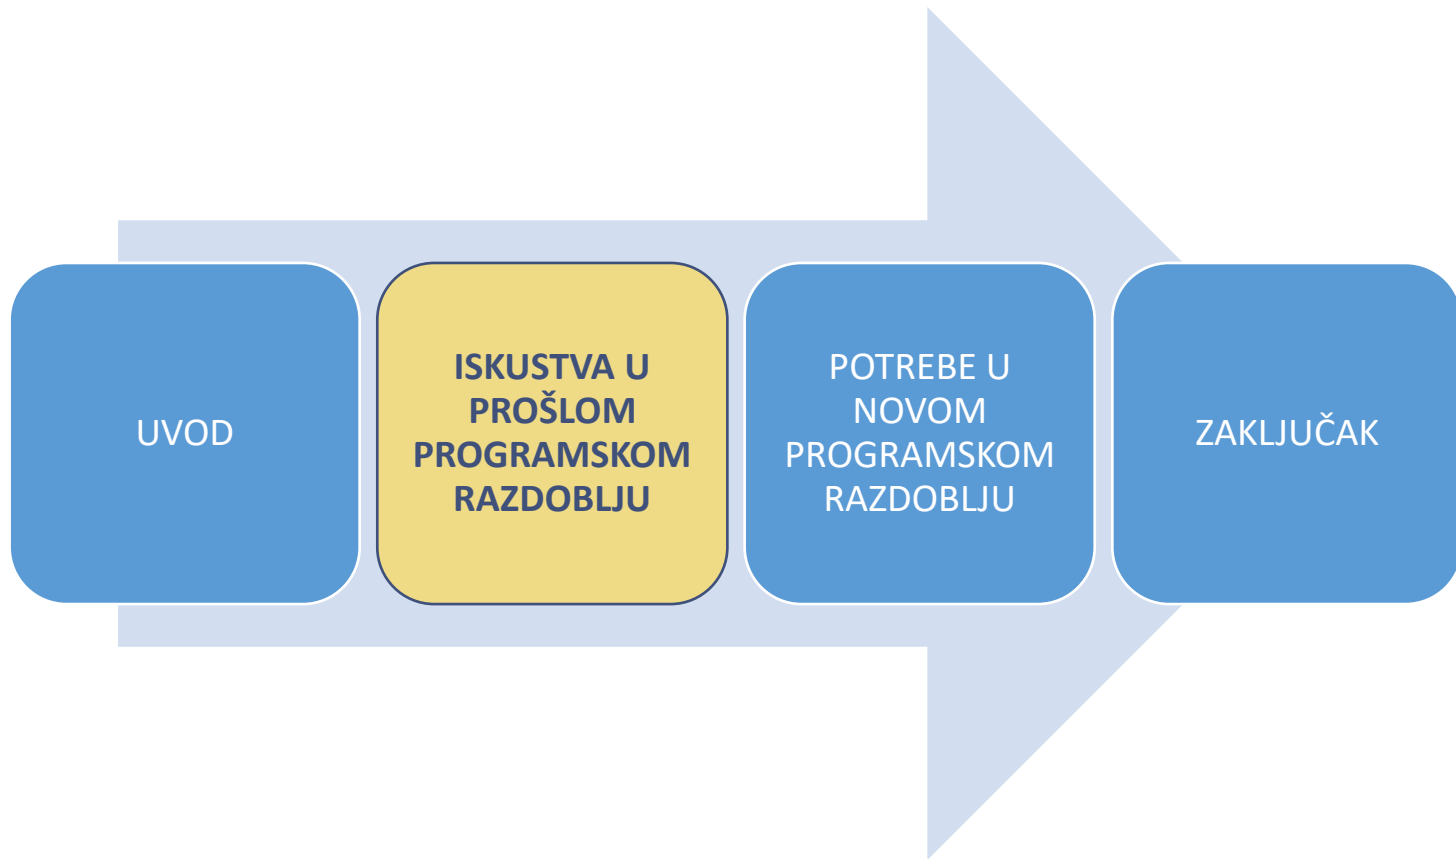 UVOD
ISKUSTVA U
PROŠLOM
PROGRAMSKOM
RAZDOBLJU
POTREBE U
NOVOM
PROGRAMSKOM
RAZDOBLJU
ZAKLJUČAK